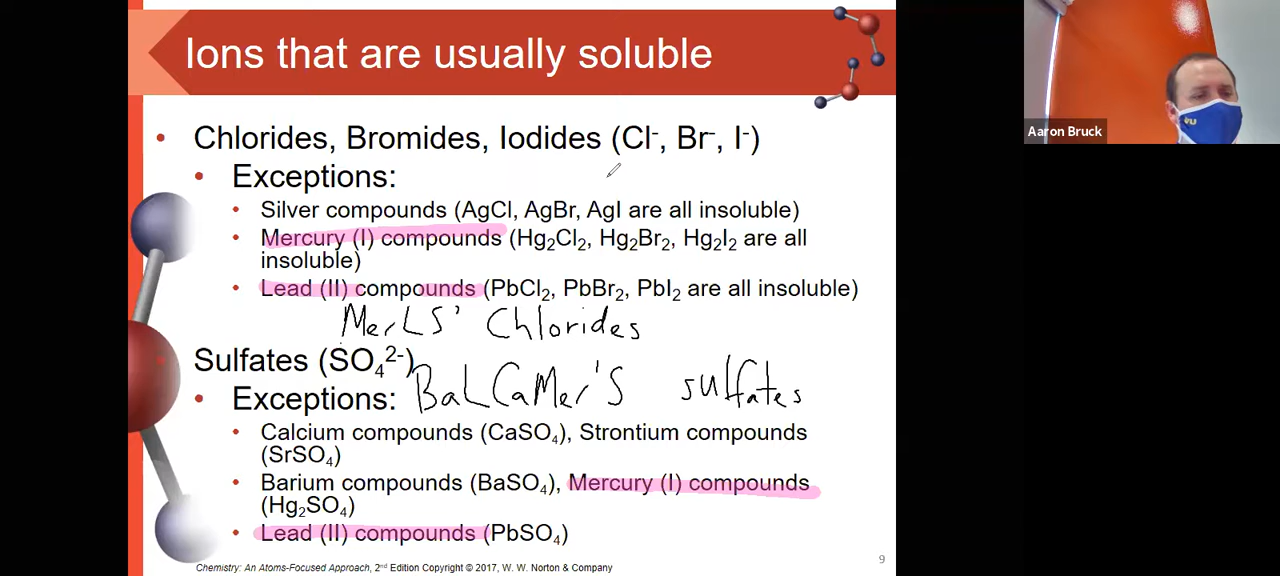 Ions that are usually soluble
• Chlorides, Bromides, Iodides (Cl⁻, Br⁻, I⁻)
• Exceptions:
• Silver compounds (AgCl, AgBr, AgI are all insoluble)
• Mercury (I) compounds (Hg₂Cl₂, Hg₂Br₂, Hg₂I₂ are all
insoluble)
• Lead (II) compounds (PbCl₂, PbBr₂, PbI₂ are all insoluble)
MerLS' Chlorides
• Sulfates (SO₄²⁻)
• Exceptions: BaLCaMer'S sulfates
• Calcium compounds (CaSO₄), Strontium compounds
(SrSO₄)
• Barium compounds (BaSO₄), Mercury (I) compounds
(Hg₂SO₄)
• Lead (II) compounds (PbSO₄)
Chemistry: An Atoms-Focused Approach, 2nd Edition Copyright © 2017, W. W. Norton & Company
9
Aaron Bruck